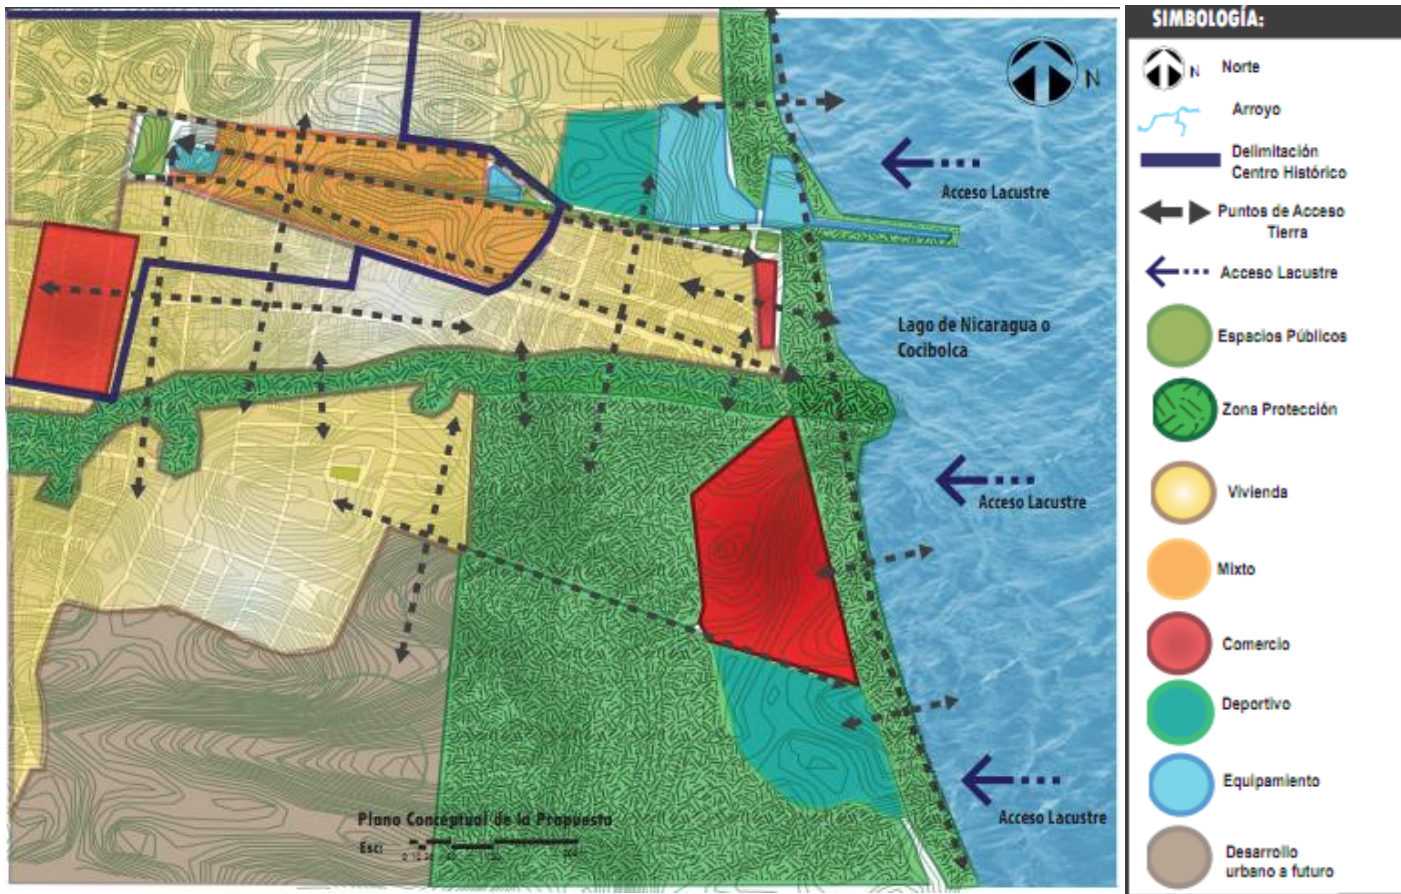 N
Acceso Lacustre
Lago de Nicaragua o
Cocibolca
Acceso Lacustre
Acceso Lacustre
Plano Conceptual de la Propuesta
Esc:
SIMBOLOGÍA:
N
Norte
Arroyo
Delimitación
Centro Histórico
Puntos de Acceso
Tierra
Acceso Lacustre
Espacios Públicos
Zona Protección
Vivienda
Mixto
Comercio
Deportivo
Equipamiento
Desarrollo
urbano a futuro